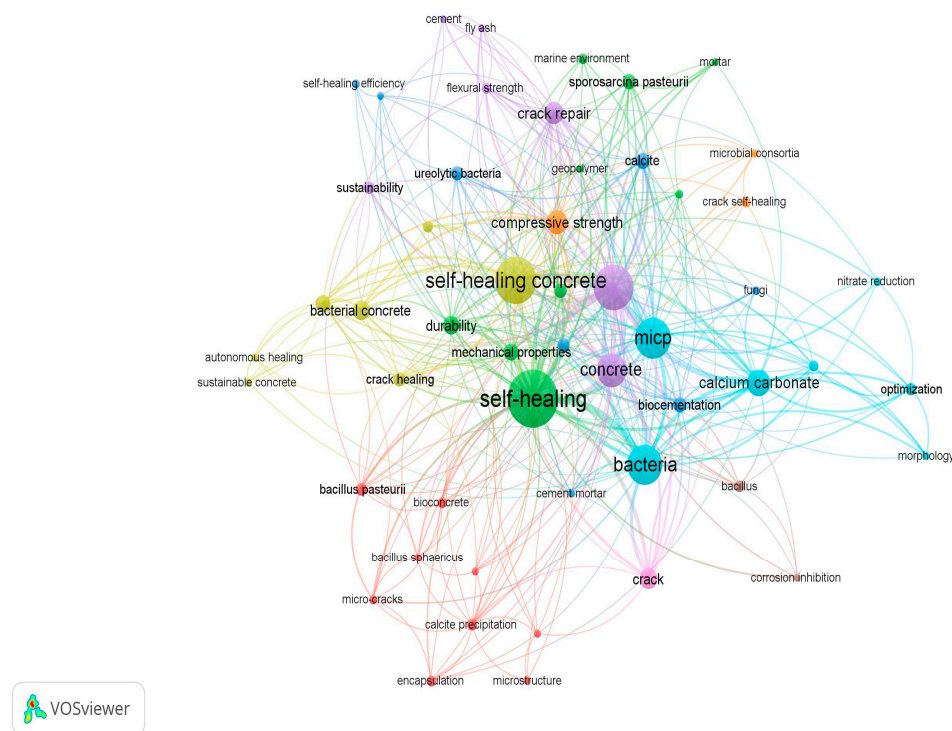 cement
fly ash
marine environment
mortar
self-healing efficiency
flexural strength
sporosarcina pasteurii
crack repair
microbial consortia
calcite
geopolymer
ureolytic bacteria
sustainability
crack self-healing
compressive strength
self-healing concrete
nitrate reduction
fungi
bacterial concrete
durability
micp
mechanical properties
autonomous healing
concrete
sustainable concrete
crack healing
calcium carbonate
optimization
self-healing
biocementation
morphology
bacteria
bacillus pasteurii
bacillus
cement mortar
bioconcrete
bacillus sphaericus
corrosion inhibition
crack
micro-cracks
calcite precipitation
encapsulation
microstructure
VOSviewer